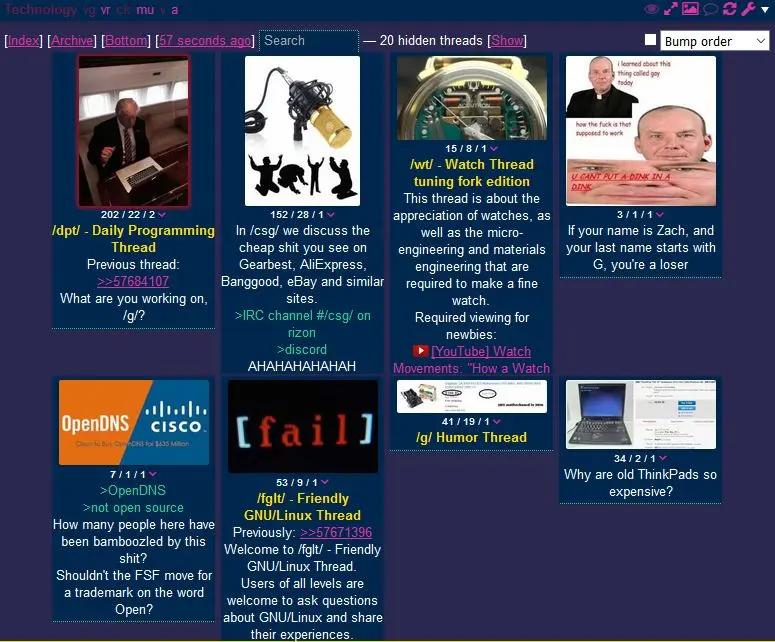 Technology vg vr ck mu v a
[Index] [Archive] [Bottom] [57 seconds ago] Search — 20 hidden threads [Show]
Bump order
202 / 22 / 2
/dpt/ - Daily Programming
Thread
Previous thread:
>>57684107
What are you working on,
/g/?
152 / 28 / 1
In /csg/ we discuss the
cheap shit you see on
Gearbest, AliExpress,
Banggood, eBay and similar
sites.
>IRC channel #/csg/ on
rizon
>discord
AHAHAHAHAHAH
ACCUTRON
15 / 8 / 1
/wt/ - Watch Thread
tuning fork edition
This thread is about the
appreciation of watches, as
well as the micro-
engineering and materials
engineering that are
required to make a fine
watch.
Required viewing for
newbies:
[YouTube] Watch
Movements: "How a Watch
i learned about this
thing called gay
today
how the fuck is that
supposed to work
U CANT PUT A DINK IN A
DINK
3 / 1 / 1
If your name is Zach, and
your last name starts with
G, you're a loser
OpenDNS
CISCO
Cisco to Buy OpenDNS for $635 Million
7 / 1 / 1
>OpenDNS
>not open source
How many people here have
been bamboozled by this
shit?
Shouldn't the FSF move for
a trademark on the word
Open?
[fail]
53 / 9 / 1
/fglt/ - Friendly
GNU/Linux Thread
Previously: >>57671396
Welcome to /fglt/ - Friendly
GNU/Linux Thread.
Users of all levels are
welcome to ask questions
about GNU/Linux and share
their experiences.
41 / 19 / 1
/g/ Humor Thread
34 / 2 / 1
Why are old ThinkPads so
expensive?